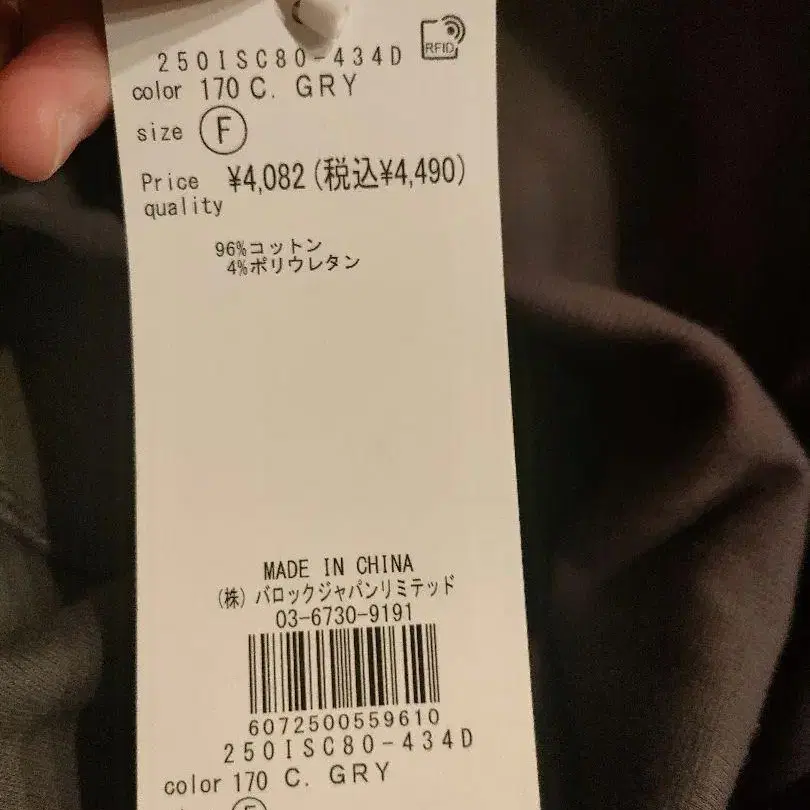 250ISC80-434D
RFID
color 170 C. GRY
size F
Price ¥4,082(税込¥4,490)
quality
96%コットン
4%ポリウレタン
MADE IN CHINA
(株)バロックジャパンリミテッド
03-6730-9191
6072500559610
250ISC80-434D
color 170 C. GRY